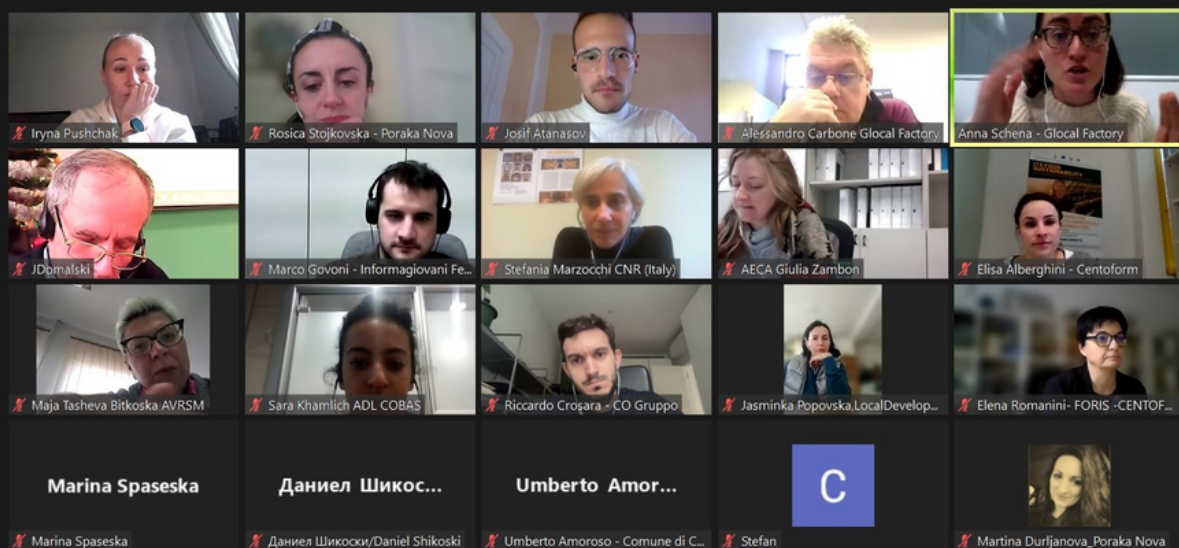 Iryna Pushchak
Rosica Stojkovska - Poraka Nova
Josif Atanasov
Alessandro Carbone Glocal Factory
Anna Schena - Glocal Factory
JDomalski
Marco Govoni - Informagiovani Fe...
Stefania Marzocchi CNR (Italy)
AECA Giulia Zambon
SUSTAINABILITY
Elisa Alberghini - Centoform
Maja Tasheva Bitkoska AVRSM
Sara Khamlich ADL COBAS
Riccardo Croşara - CO Gruppo
Jasminka Popovska,LocalDevelop...
Elena Romanini- FORIS -CENTOF...
Marina Spaseska
Даниел Шикос...
Umberto Amor...
С
Marina Spaseska
Даниел Шикоски/Daniel Shikoski
Umberto Amoroso - Comune di C...
Stefan
Martina Durljanova_Poraka Nova